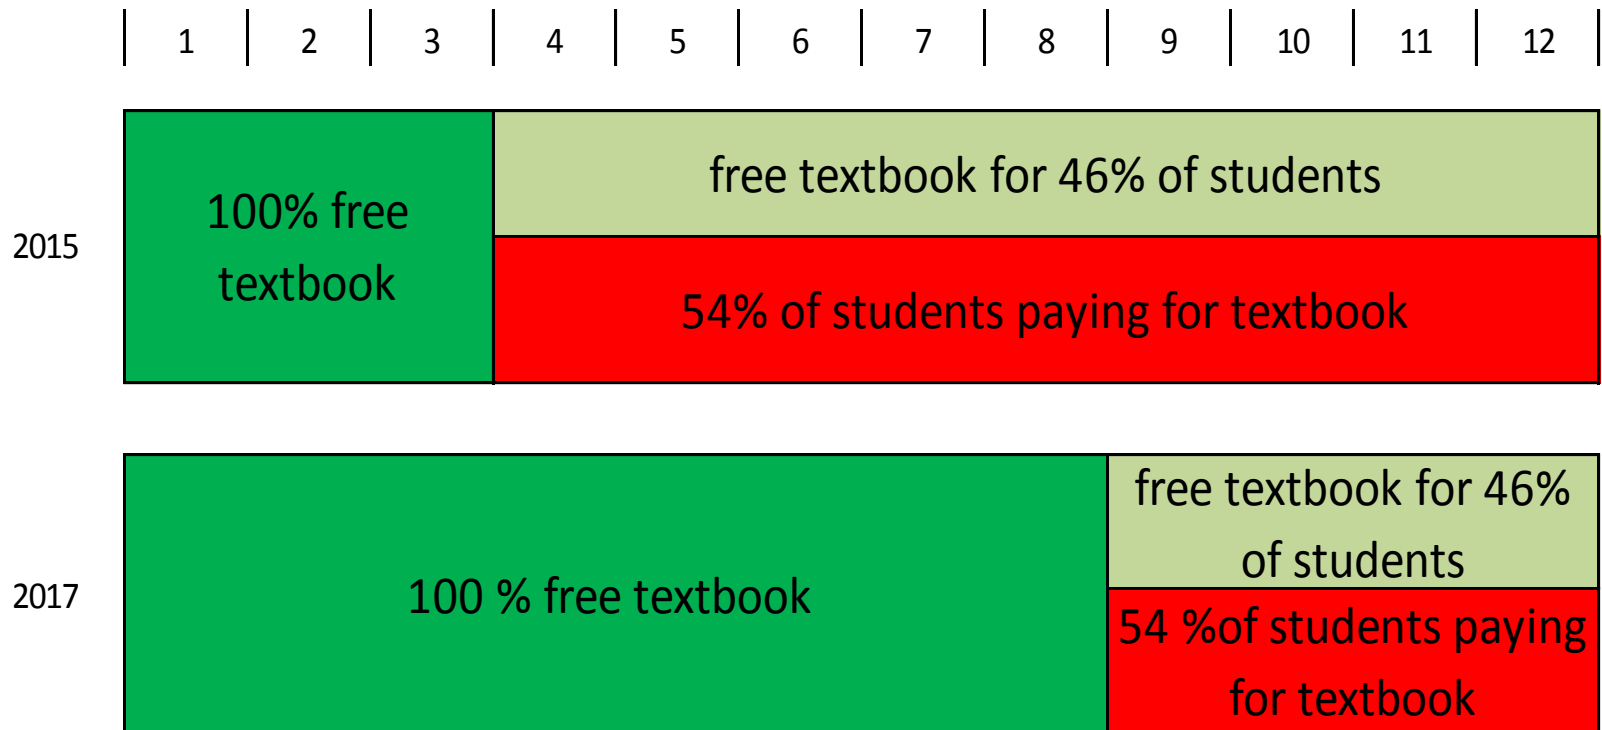 1 2 3 4 5 6 7 8 9 10 11 12
free textbook for 46% of students
100% free
textbook
2015
54% of students paying for textbook
free textbook for 46%
of students
2017
100 % free textbook
54 %of students paying
for textbook